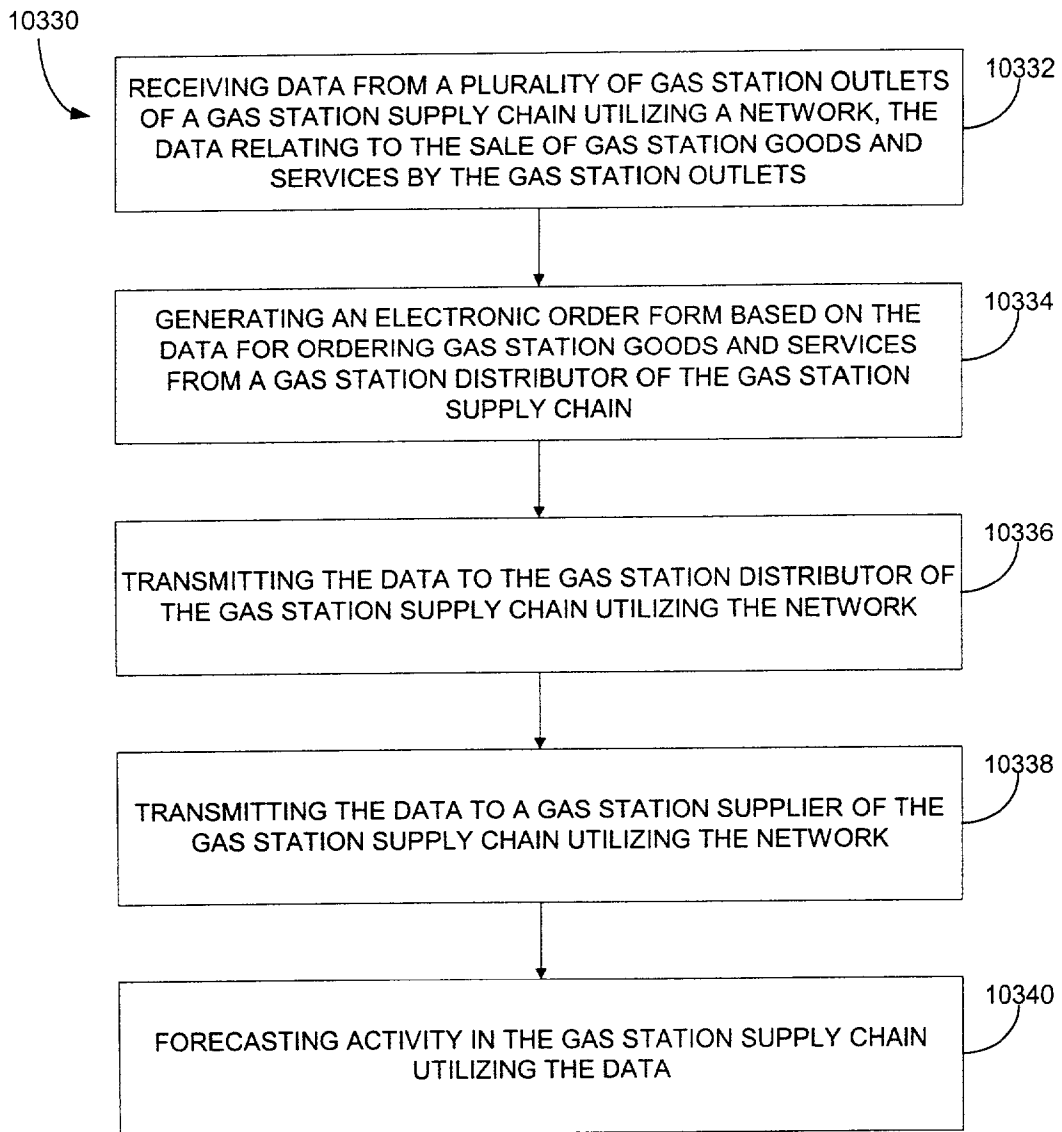 10330
RECEIVING DATA FROM A PLURALITY OF GAS STATION OUTLETS
OF A GAS STATION SUPPLY CHAIN UTILIZING A NETWORK, THE
DATA RELATING TO THE SALE OF GAS STATION GOODS AND
SERVICES BY THE GAS STATION OUTLETS
10332
GENERATING AN ELECTRONIC ORDER FORM BASED ON THE
DATA FOR ORDERING GAS STATION GOODS AND SERVICES
FROM A GAS STATION DISTRIBUTOR OF THE GAS STATION
SUPPLY CHAIN
10334
TRANSMITTING THE DATA TO THE GAS STATION DISTRIBUTOR OF
THE GAS STATION SUPPLY CHAIN UTILIZING THE NETWORK
10336
TRANSMITTING THE DATA TO A GAS STATION SUPPLIER OF THE
GAS STATION SUPPLY CHAIN UTILIZING THE NETWORK
10338
FORECASTING ACTIVITY IN THE GAS STATION SUPPLY CHAIN
UTILIZING THE DATA
10340